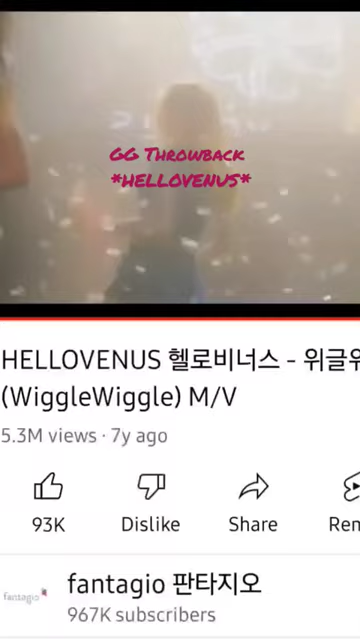 GG Throwback
*HELLOVENUS*
HELLOVENUS 헬로비너스 - 위글위
(WiggleWiggle) M/V
5.3M views · 7y ago
93K
Dislike
Share
Ren
fantagio
fantagio 판타지오
967K subscribers